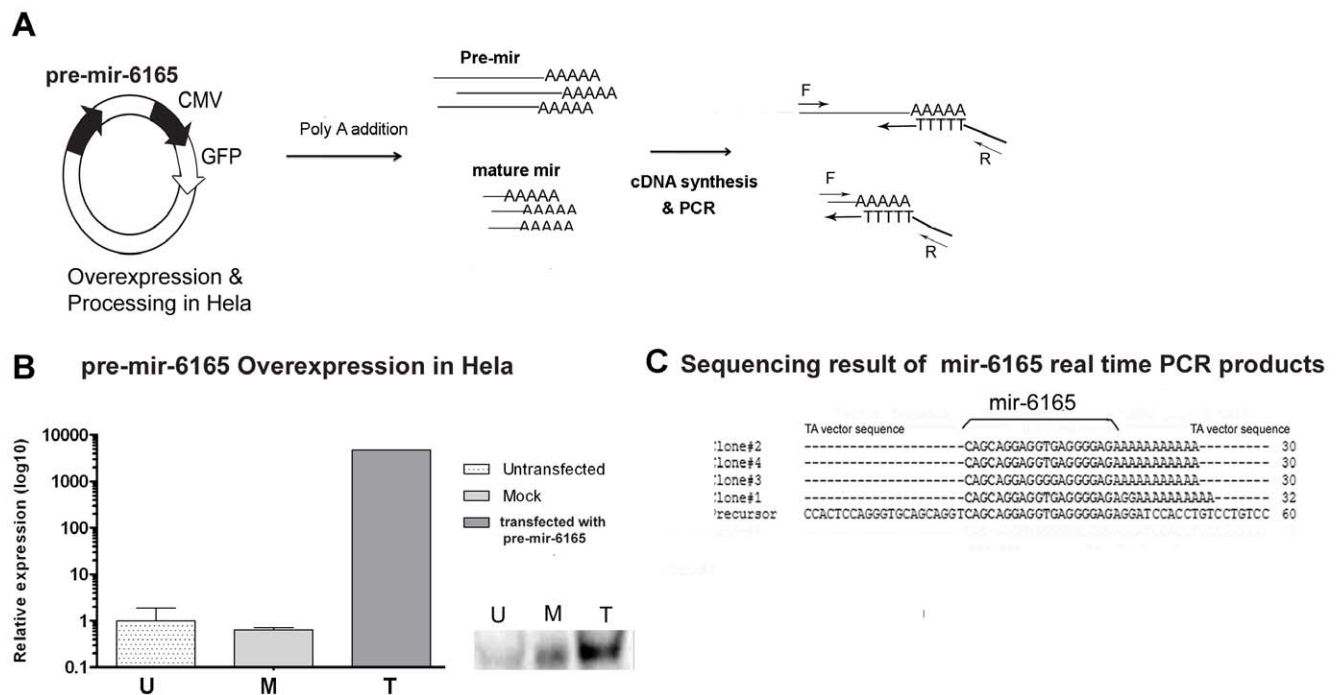 A
pre-mir-6165
CMV
GFP
Overexpression &
Processing in Hela
Poly A addition
Pre-mir
AAAAA
AAAAA
AAAAA
mature mir
AAAAA
AAAAA
AAAAA
cDNA synthesis
& PCR
F
AAAAA
TTTTT
R
F
AAAAA
TTTTT
R
B pre-mir-6165 Overexpression in Hela
Relative expression (log10)
10000
1000
100
10
1
0.1
U M T
Untransfected
Mock
transfected with
pre-mir-6165
U M T
C Sequencing result of mir-6165 real time PCR products
mir-6165
TA vector sequence TA vector sequence
Clone#2 --------------------CAGCAGGAGGTGAGGGGAGAAAAAAAAAAA--------- 30
Clone#4 --------------------CAGCAGGAGGTGAGGGGAGAAAAAAAAAAA--------- 30
Clone#3 --------------------CAGCAGGAGGGGAGGGGAGAAAAAAAAAAA--------- 30
Clone#1 --------------------CAGCAGGAGGTGAGGGGAGAGGAAAAAAAAAA------- 32
Precursor CCACTCCAGGGTGCAGCAGGTCAGCAGGAGGTGAGGGGAGAGGATCCACCTGTCCTGTCC 60